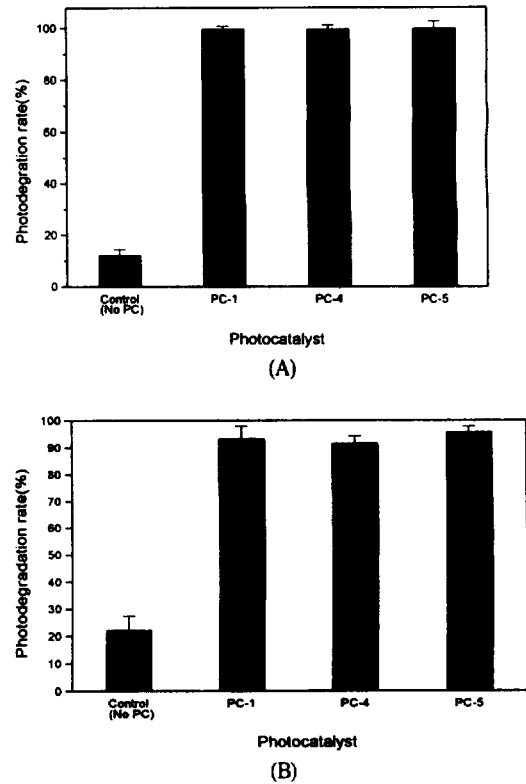 Photodegration rate(%)
100
80
60
40
20
0
Control
(No PC)
PC-1
PC-4
PC-5
Photocatalyst
(A)
Photodegradation rate(%)
100
90
80
70
60
50
40
30
20
10
0
Control
(No PC)
PC-1
PC-4
PC-5
Photocatalyst
(B)